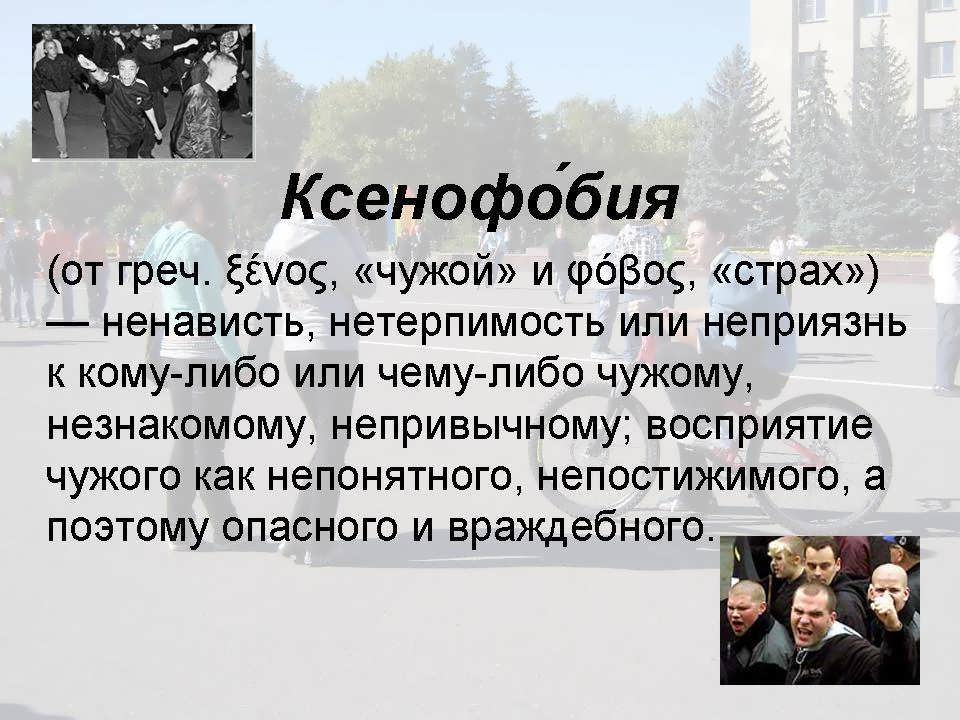 Ксенофо́бия
(от греч. ξένος, «чужой» и φόβος, «страх»)
— ненависть, нетерпимость или неприязнь
к кому-либо или чему-либо чужому,
незнакомому, непривычному; восприятие
чужого как непонятного, непостижимого, а
поэтому опасного и враждебного.